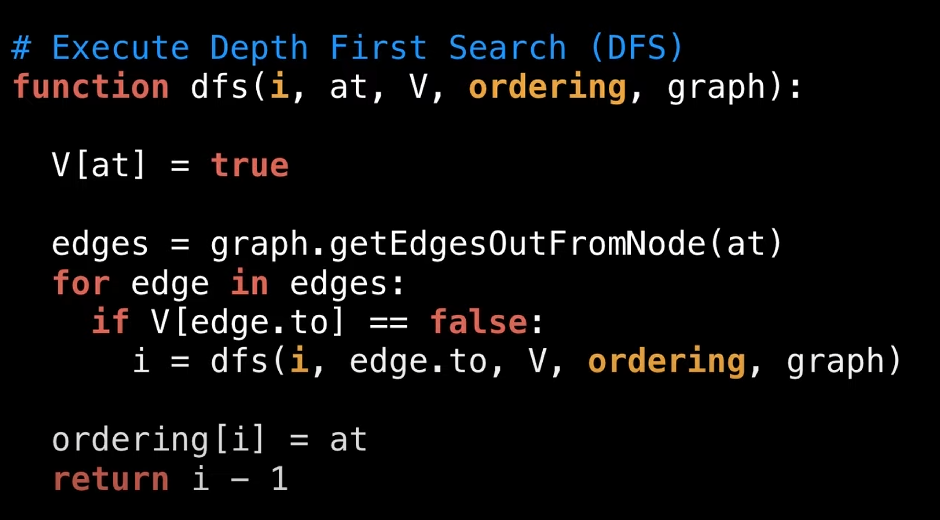 # Execute Depth First Search (DFS)
function dfs(i, at, V, ordering, graph):
V[at] = true
edges = graph.getEdgesOutFromNode(at)
for edge in edges:
if V[edge.to] == false:
i = dfs(i, edge.to, V, ordering, graph)
ordering[i] = at
return i - 1